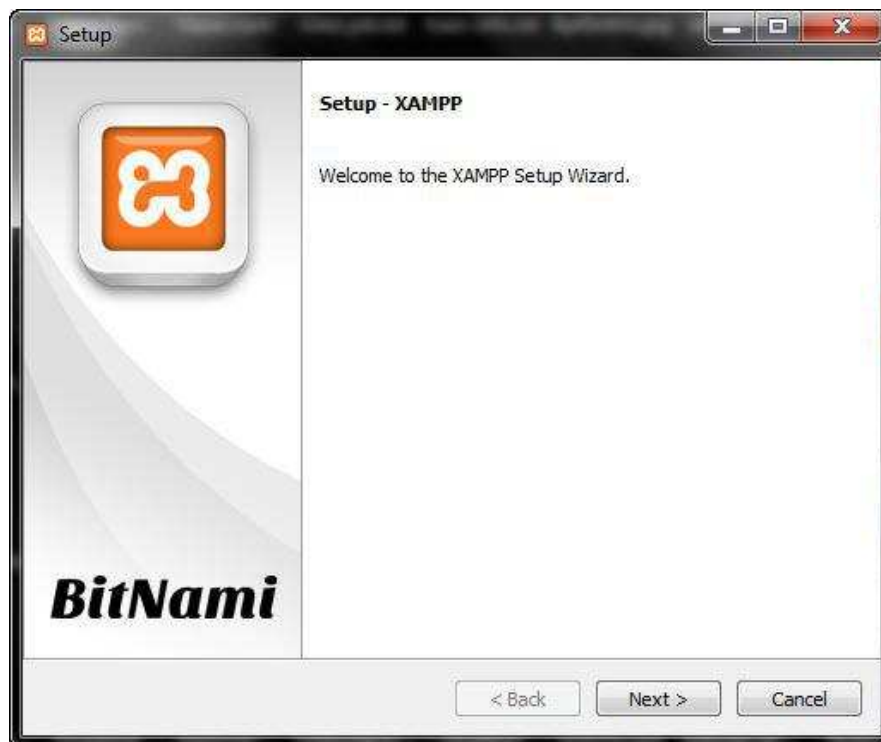 Setup
Setup - XAMPP
Welcome to the XAMPP Setup Wizard.
BitNami
< Back
Next >
Cancel